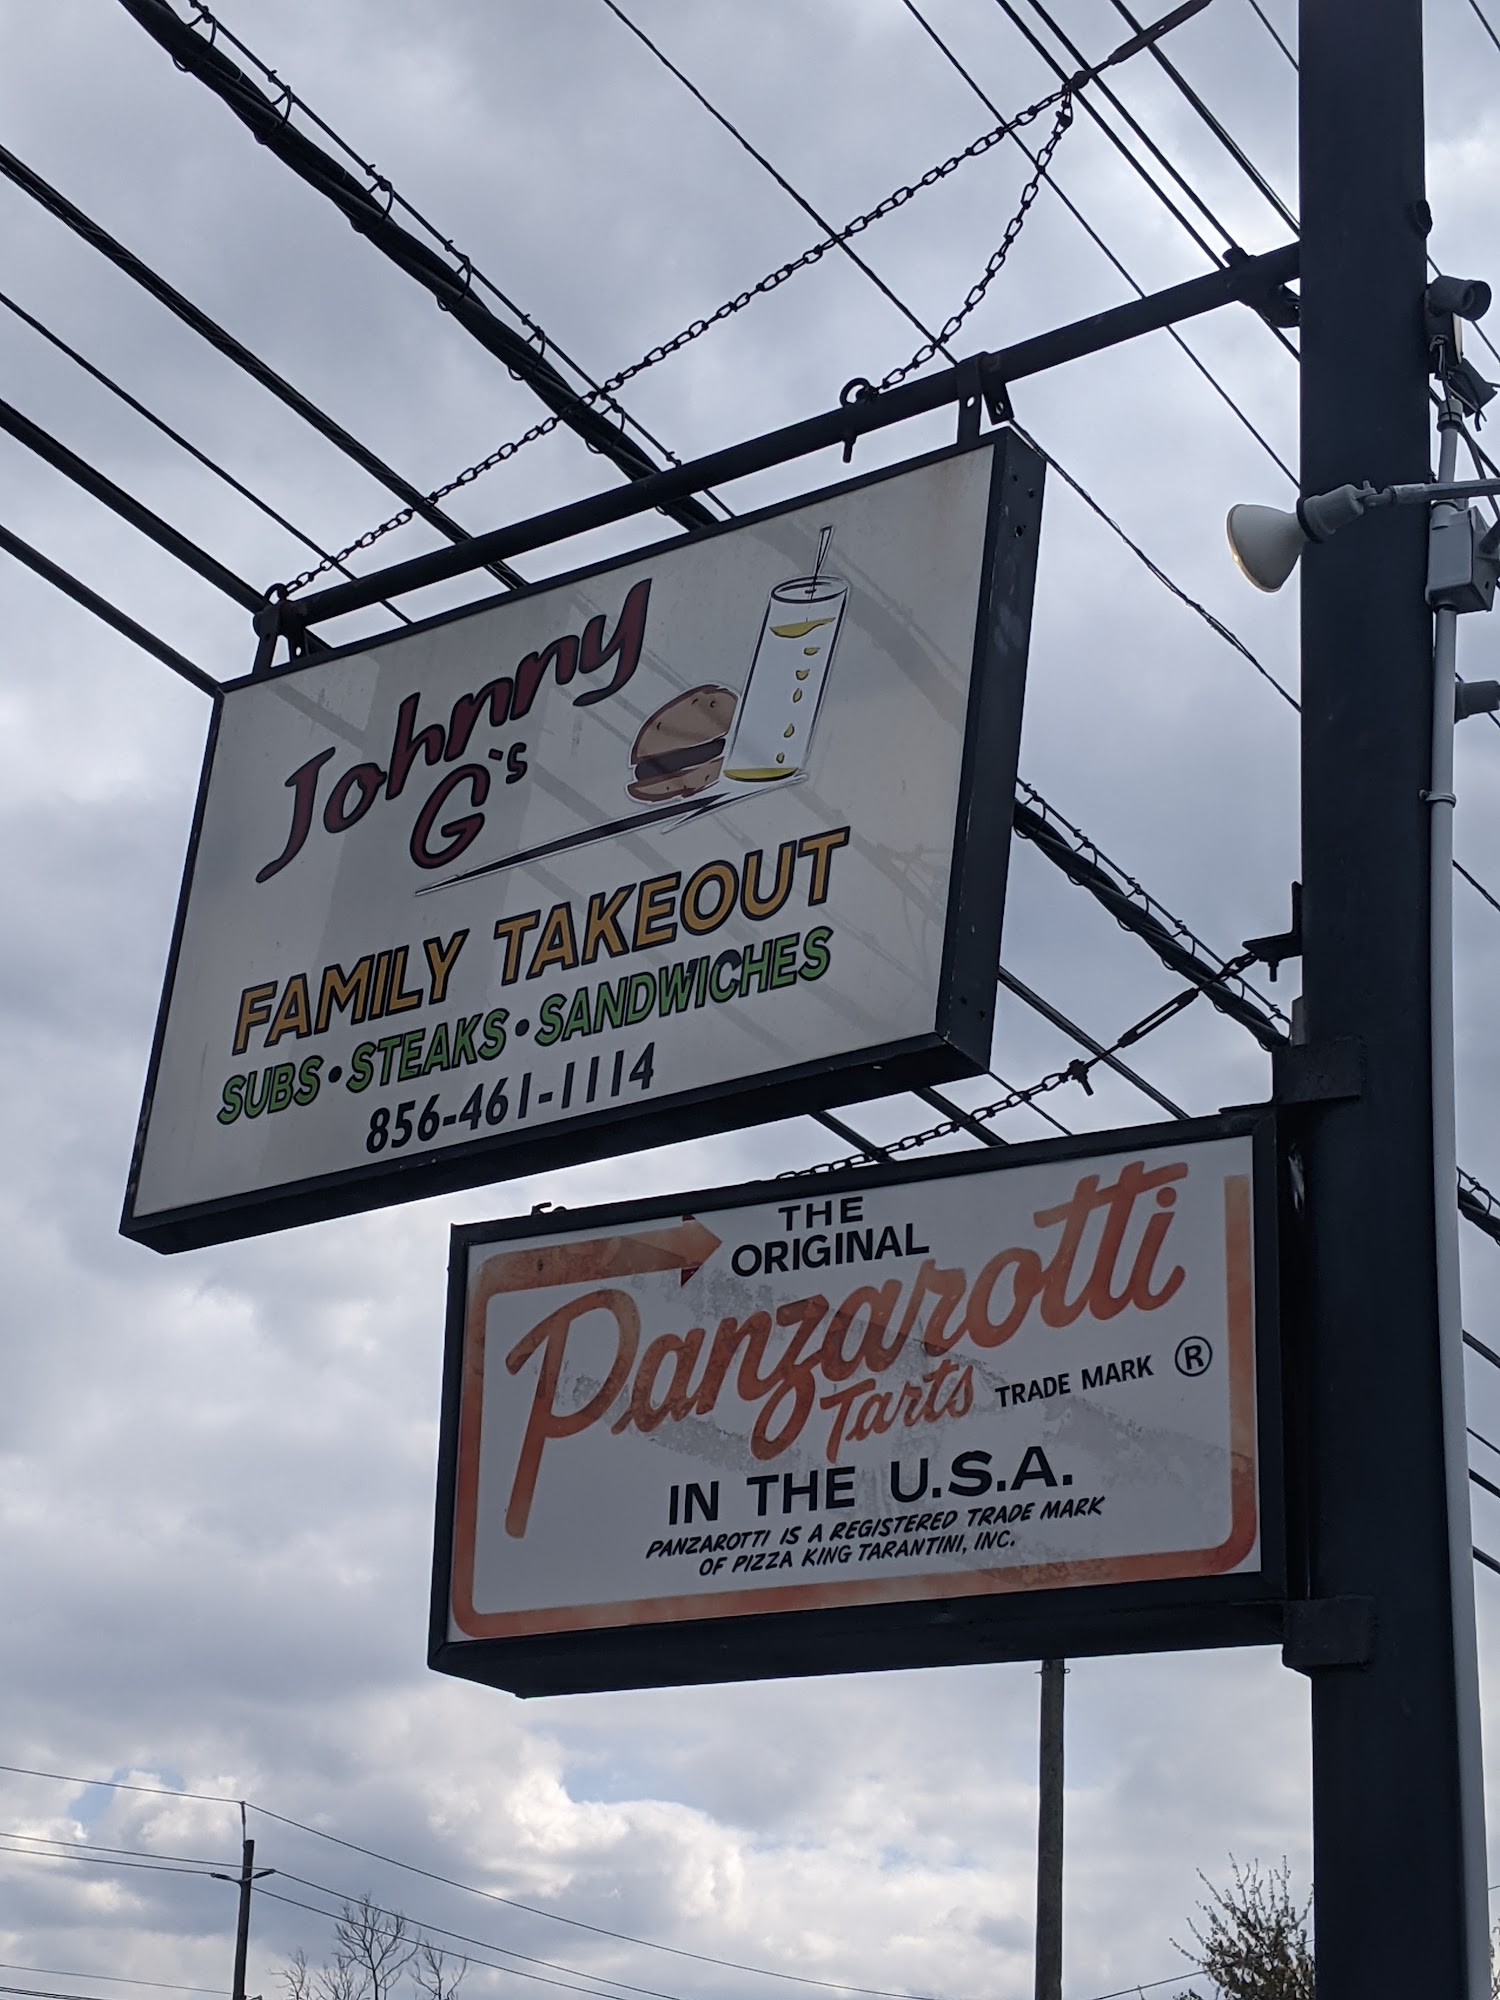 Johnny
G's
FAMILY TAKEOUT
SUBS • STEAKS • SANDWICHES
856-461-1114
THE
ORIGINAL
Panzarotti
Tarts TRADE MARK ®
IN THE U.S.A.
PANZAROTTI IS A REGISTERED TRADE MARK
OF PIZZA KING TARANTINI, INC.